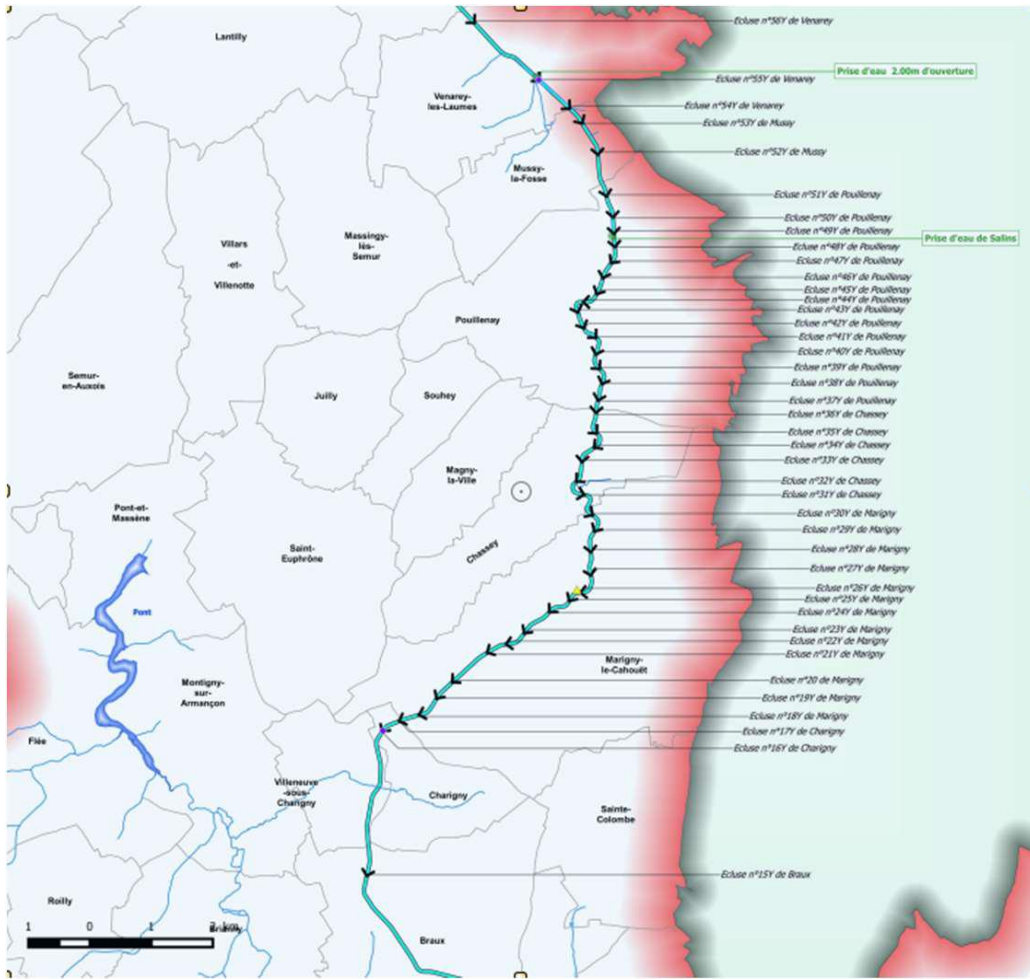 Ecluse n°56Y de Venarey
Lantilly
Prise d'eau 2.00m d'ouverture
Ecluse n°55Y de Venarey
Venarey-
les-Laumes
Ecluse n°54Y de Venarey
Ecluse n°53Y de Mussy
Ecluse n°52Y de Mussy
Mussy-
la-Fosse
Ecluse n°51Y de Pouillenay
Ecluse n°50Y de Pouillenay
Ecluse n°49Y de Pouillenay
Prise d'eau de Salins
Ecluse n°48Y de Pouillenay
Ecluse n°47Y de Pouillenay
Villars
-et-
Villenotte
Massingy-
lès-
Semur
Ecluse n°46Y de Pouillenay
Ecluse n°45Y de Pouillenay
Ecluse n°44Y de Pouillenay
Ecluse n°43Y de Pouillenay
Pouillenay
Ecluse n°42Y de Pouillenay
Ecluse n°41Y de Pouillenay
Ecluse n°40Y de Pouillenay
Ecluse n°39Y de Pouillenay
Semur-
en-Auxois
Ecluse n°38Y de Pouillenay
Juilly
Souhey
Ecluse n°37Y de Pouillenay
Ecluse n°36Y de Chassey
Ecluse n°35Y de Chassey
Ecluse n°34Y de Chassey
Ecluse n°33Y de Chassey
Magny-
la-Ville
Ecluse n°32Y de Chassey
Ecluse n°31Y de Chassey
Pont-et-
Massène
Ecluse n°30Y de Marigny
Ecluse n°29Y de Marigny
Saint-
Euphrône
Chassey
Ecluse n°28Y de Marigny
Ecluse n°27Y de Marigny
Ecluse n°26Y de Marigny
Ecluse n°25Y de Marigny
Pont
Ecluse n°24Y de Marigny
Ecluse n°23Y de Marigny
Ecluse n°22Y de Marigny
Ecluse n°21Y de Marigny
Marigny-
le-Cahouët
Ecluse n°20 de Marigny
Montigny-
sur-
Armançon
Ecluse n°19Y de Marigny
Ecluse n°18Y de Marigny
Ecluse n°17Y de Charigny
Ecluse n°16Y de Charigny
Flée
Villeneuve
-sous-
Charigny
Charigny
Sainte-
Colombe
Ecluse n°15Y de Braux
Roilly
1 0 1 2 km
Braux